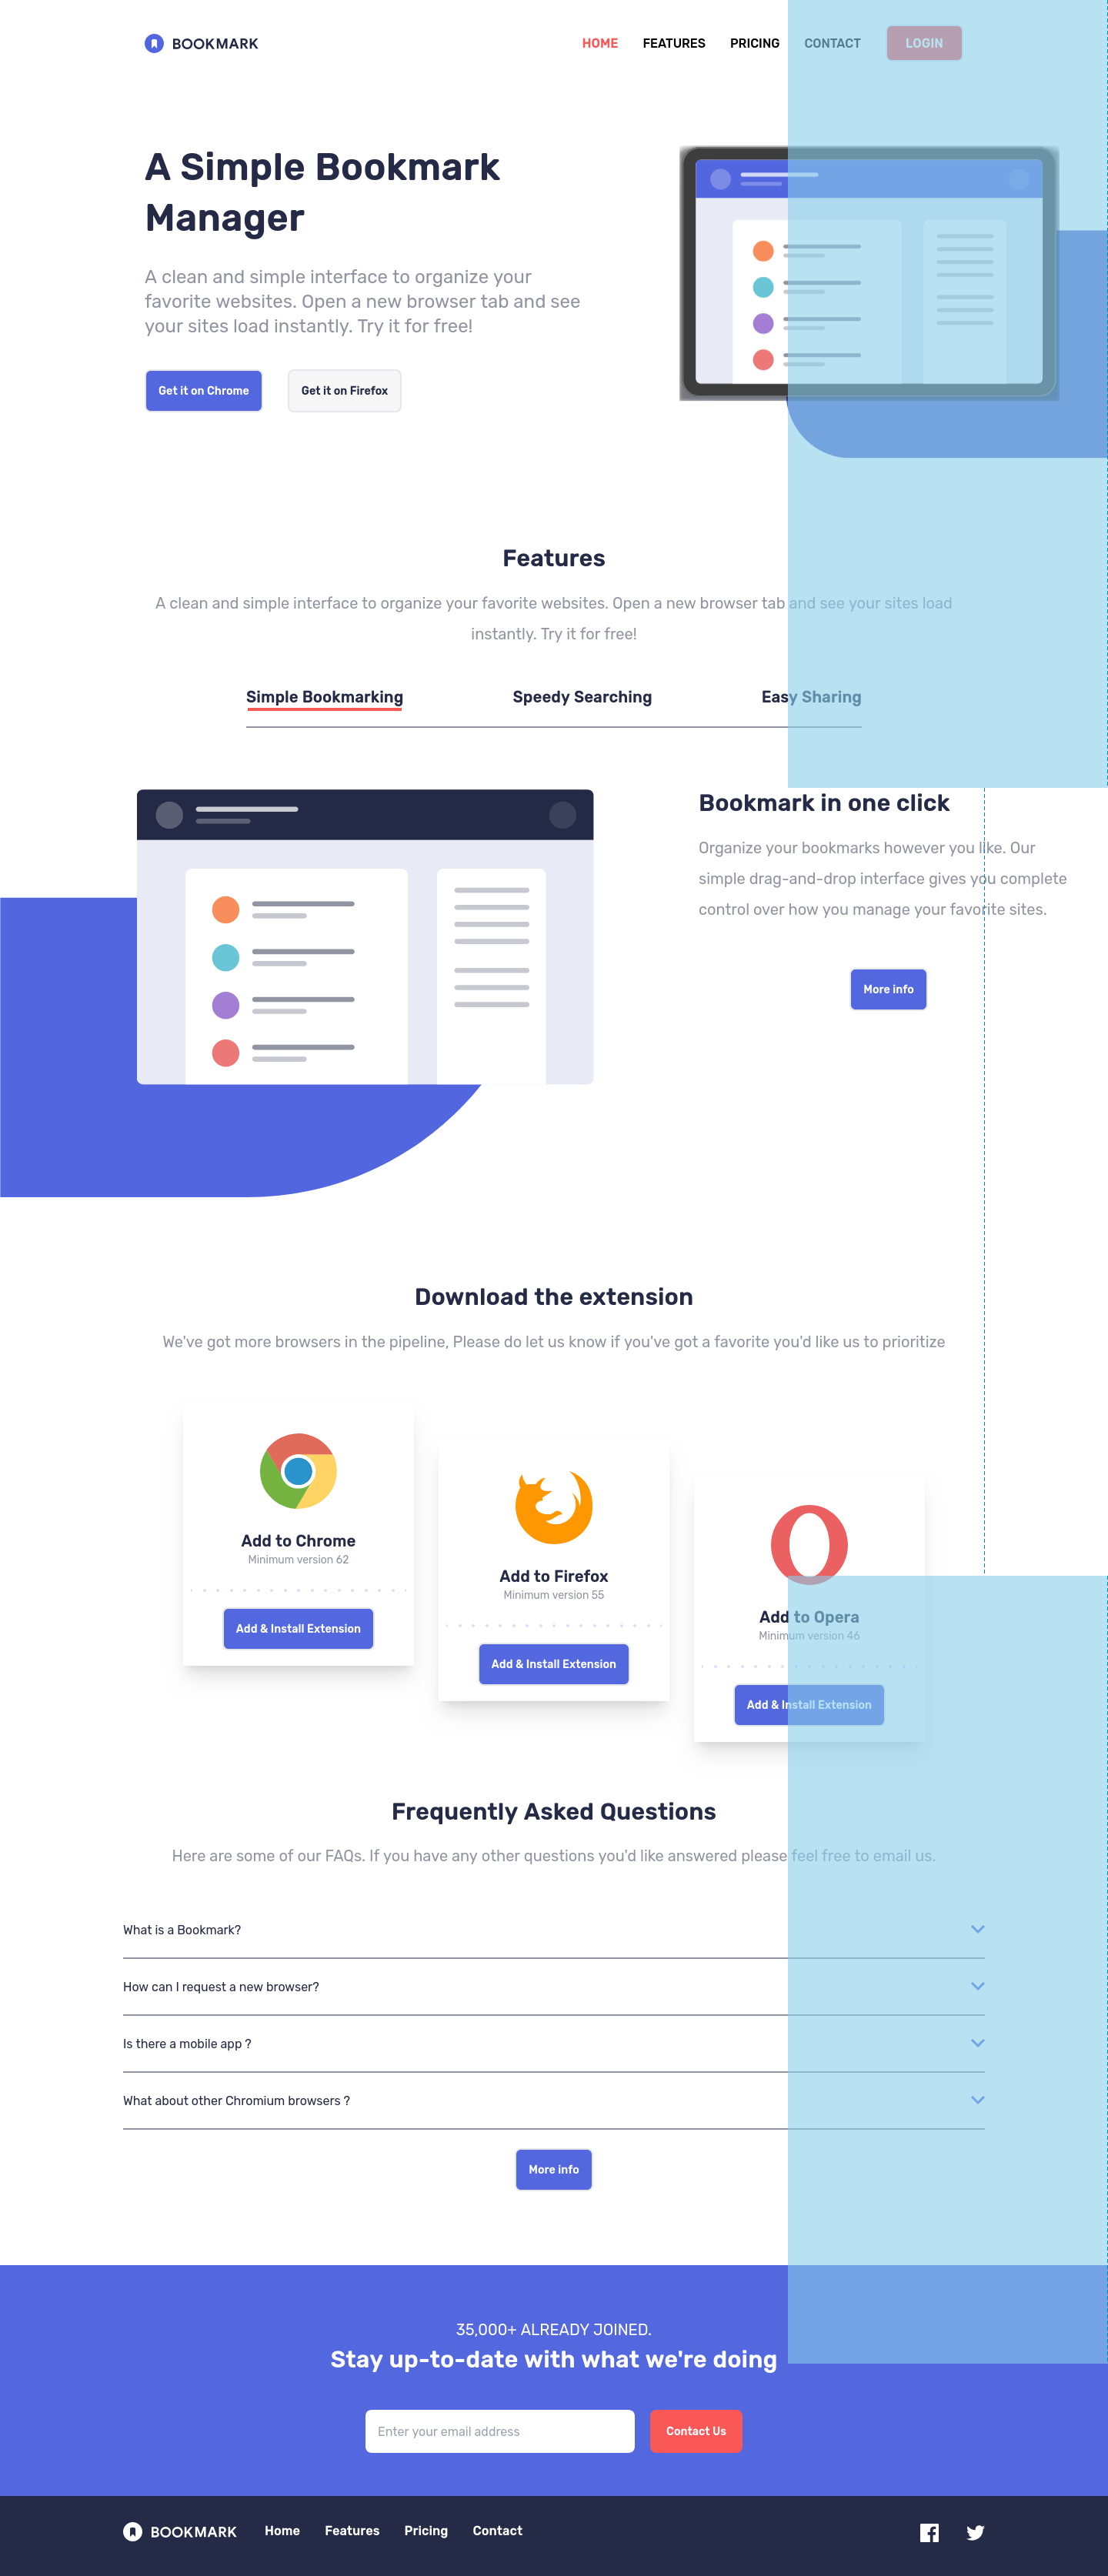 BOOKMARK
HOME
FEATURES
PRICING
CONTACT
LOGIN
A Simple Bookmark
Manager
A clean and simple interface to organize your
favorite websites. Open a new browser tab and see
your sites load instantly. Try it for free!
Get it on Chrome
Get it on Firefox
Features
A clean and simple interface to organize your favorite websites. Open a new browser tab and see your sites load
instantly. Try it for free!
Simple Bookmarking
Speedy Searching
Easy Sharing
Bookmark in one click
Organize your bookmarks however you like. Our
simple drag-and-drop interface gives you complete
control over how you manage your favorite sites.
More info
Download the extension
We've got more browsers in the pipeline, Please do let us know if you've got a favorite you'd like us to prioritize
Add to Chrome
Minimum version 62
Add & Install Extension
Add to Firefox
Minimum version 55
Add & Install Extension
Add to Opera
Minimum version 46
Add & Install Extension
Frequently Asked Questions
Here are some of our FAQs. If you have any other questions you'd like answered please feel free to email us.
What is a Bookmark?
How can I request a new browser?
Is there a mobile app ?
What about other Chromium browsers ?
More info
35,000+ ALREADY JOINED.
Stay up-to-date with what we're doing
Enter your email address
Contact Us
BOOKMARK
Home
Features
Pricing
Contact